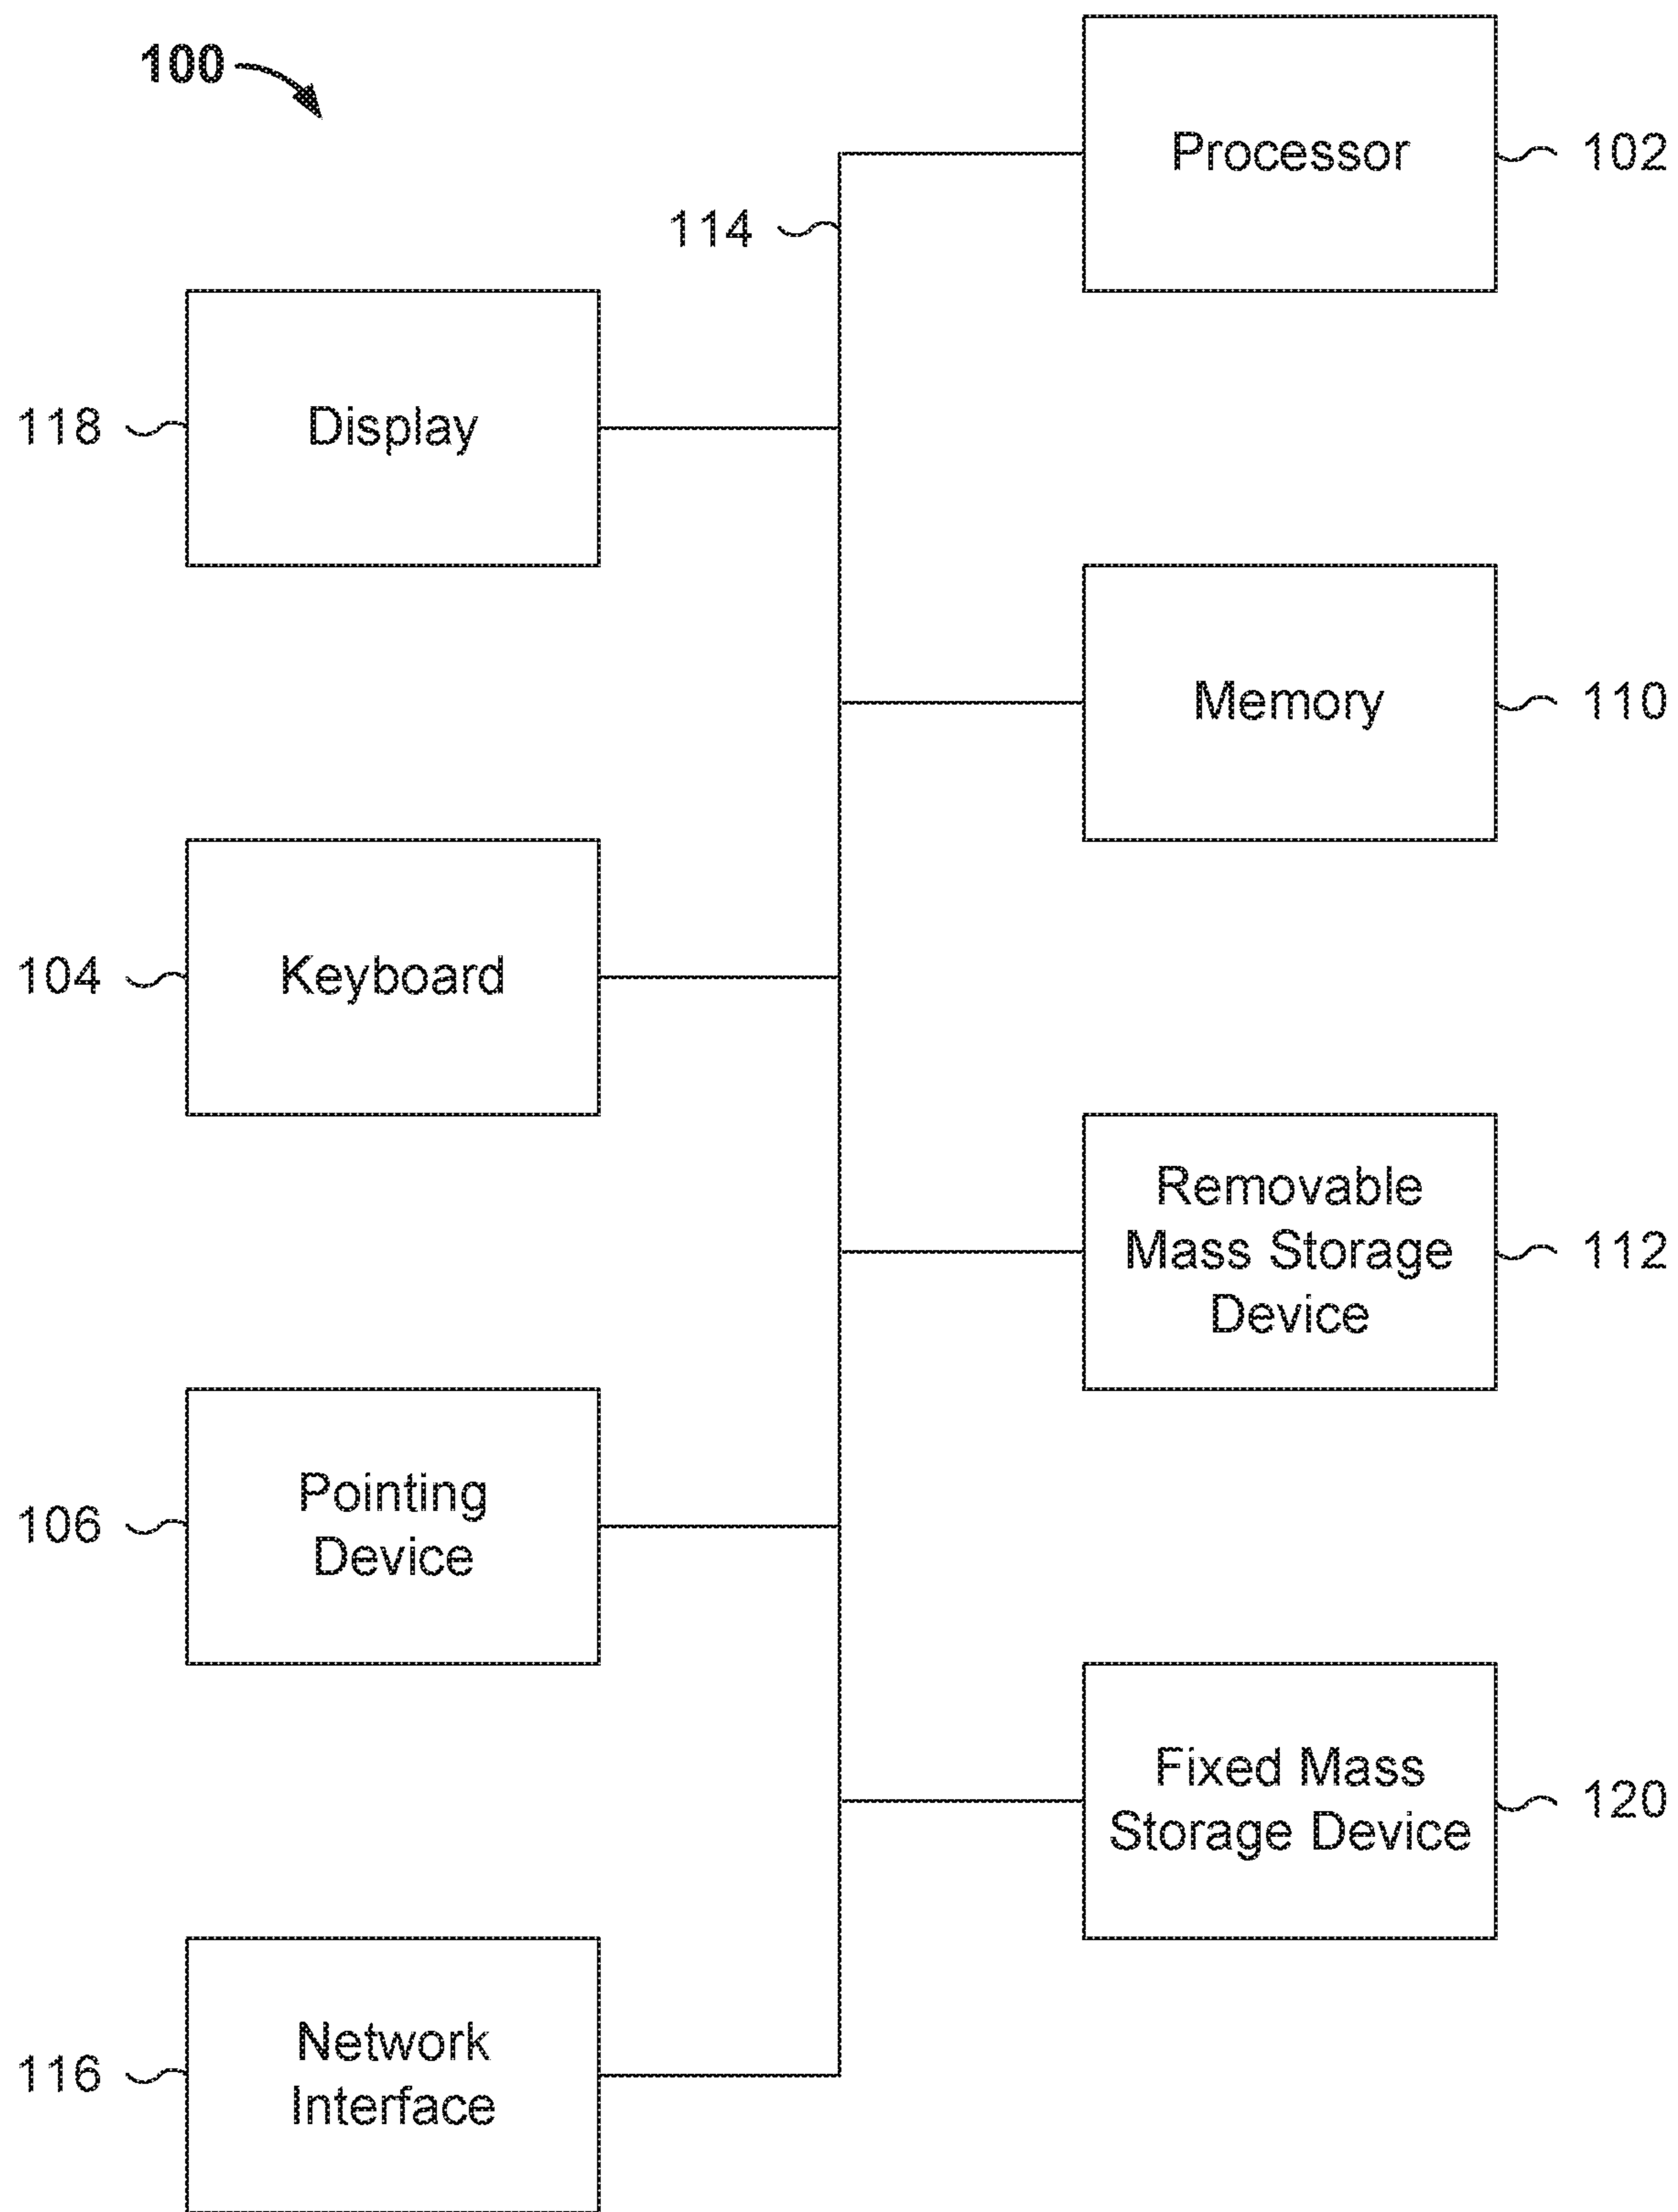 100
Processor
102
114
118
Display
Memory
110
104
Keyboard
Removable
Mass Storage
Device
112
106
Pointing
Device
Fixed Mass
Storage Device
120
116
Network
Interface